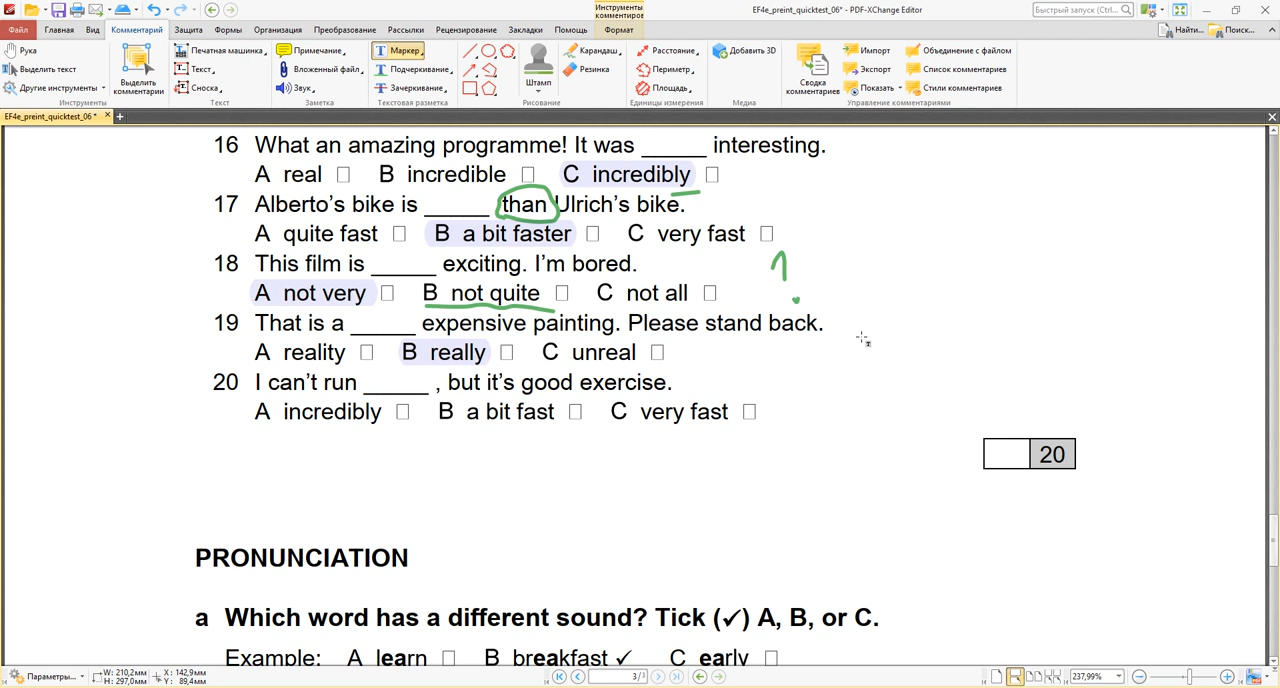 EF4e_preint_quicktest_06* - PDF-XChange Editor
Инструменты комментиров
Быстрый запуск (Ctrl...
Файл Главная Вид Комментарий Защита Формы Организация Преобразование Рассылки Рецензирование Закладки Помощь Формат Найти... Поиск...
Рука
Выделить текст
Другие инструменты
Инструменты
Выделить комментарии
Печатная машинка
Текст
Сноска
Текст
Примечание
Вложенный файл
Звук
Заметка
Маркер
Подчеркивание
Зачеркивание
Текстовая разметка
Штамп
Карандаш
Резинка
Рисование
Расстояние
Периметр
Площадь
Единицы измерения
Добавить 3D
Медиа
Сводка комментариев
Импорт
Экспорт
Показать
Объединение с файлом
Список комментариев
Стили комментариев
Управление комментариями
EF4e_preint_quicktest_06 *
16 What an amazing programme! It was _____ interesting.
A real B incredible C incredibly
17 Alberto’s bike is _____ than Ulrich’s bike.
A quite fast B a bit faster C very fast
18 This film is _____ exciting. I’m bored.
A not very B not quite C not all
19 That is a _____ expensive painting. Please stand back.
A reality B really C unreal
20 I can’t run _____ , but it’s good exercise.
A incredibly B a bit fast C very fast
20
PRONUNCIATION
a Which word has a different sound? Tick (✓) A, B, or C.
Example: A learn B breakfast ✓ C early
Параметры... W: 210,2мм X: 142,9мм
H: 297,0мм Y: 89,4мм
237,99%